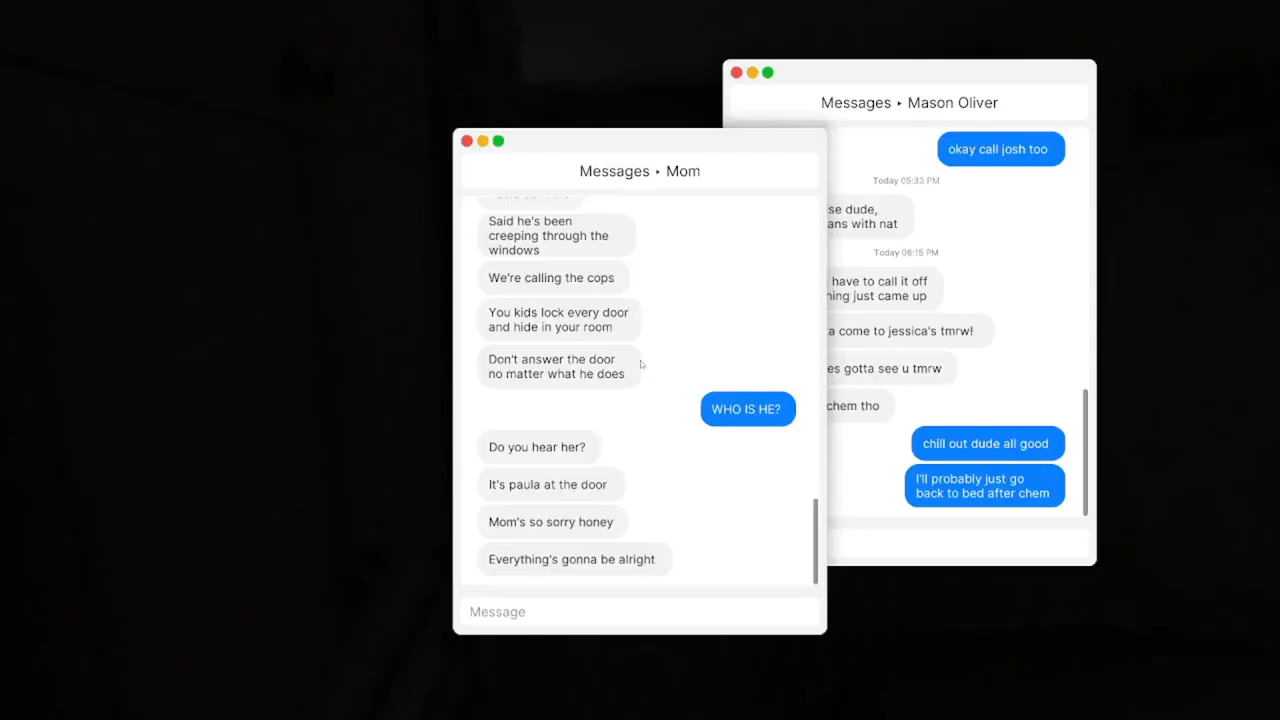 Messages ▸ Mom
Said he's been
creeping through the
windows
We're calling the cops
You kids lock every door
and hide in your room
Don't answer the door
no matter what he does
WHO IS HE?
Do you hear her?
It's paula at the door
Mom's so sorry honey
Everything's gonna be alright
Message
Messages ▸ Mason Oliver
okay call josh too
Today 05:33 PM
se dude,
ans with nat
Today 08:15 PM
have to call it off
ning just came up
a come to jessica's tmrw!
es gotta see u tmrw
chem tho
chill out dude all good
I'll probably just go
back to bed after chem